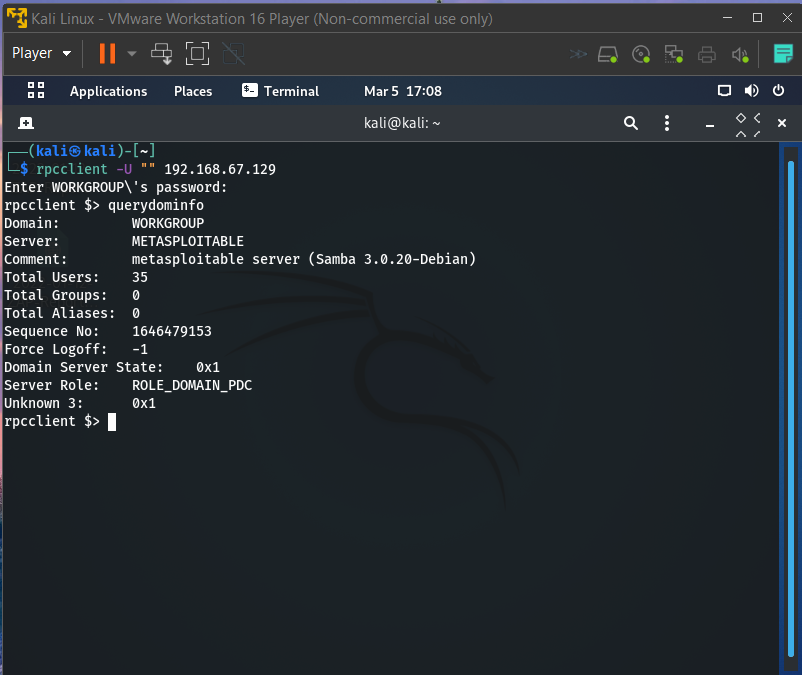 Kali Linux - VMware Workstation 16 Player (Non-commercial use only)
Player
Applications Places Terminal Mar 5 17:08
kali@kali: ~
┌──(kali㉿kali)-[~]
└─$ rpcclient -U "" 192.168.67.129
Enter WORKGROUP\'s password:
rpcclient $> querydominfo
Domain: WORKGROUP
Server: METASPLOITABLE
Comment: metasploitable server (Samba 3.0.20-Debian)
Total Users: 35
Total Groups: 0
Total Aliases: 0
Sequence No: 1646479153
Force Logoff: -1
Domain Server State: 0x1
Server Role: ROLE_DOMAIN_PDC
Unknown 3: 0x1
rpcclient $>